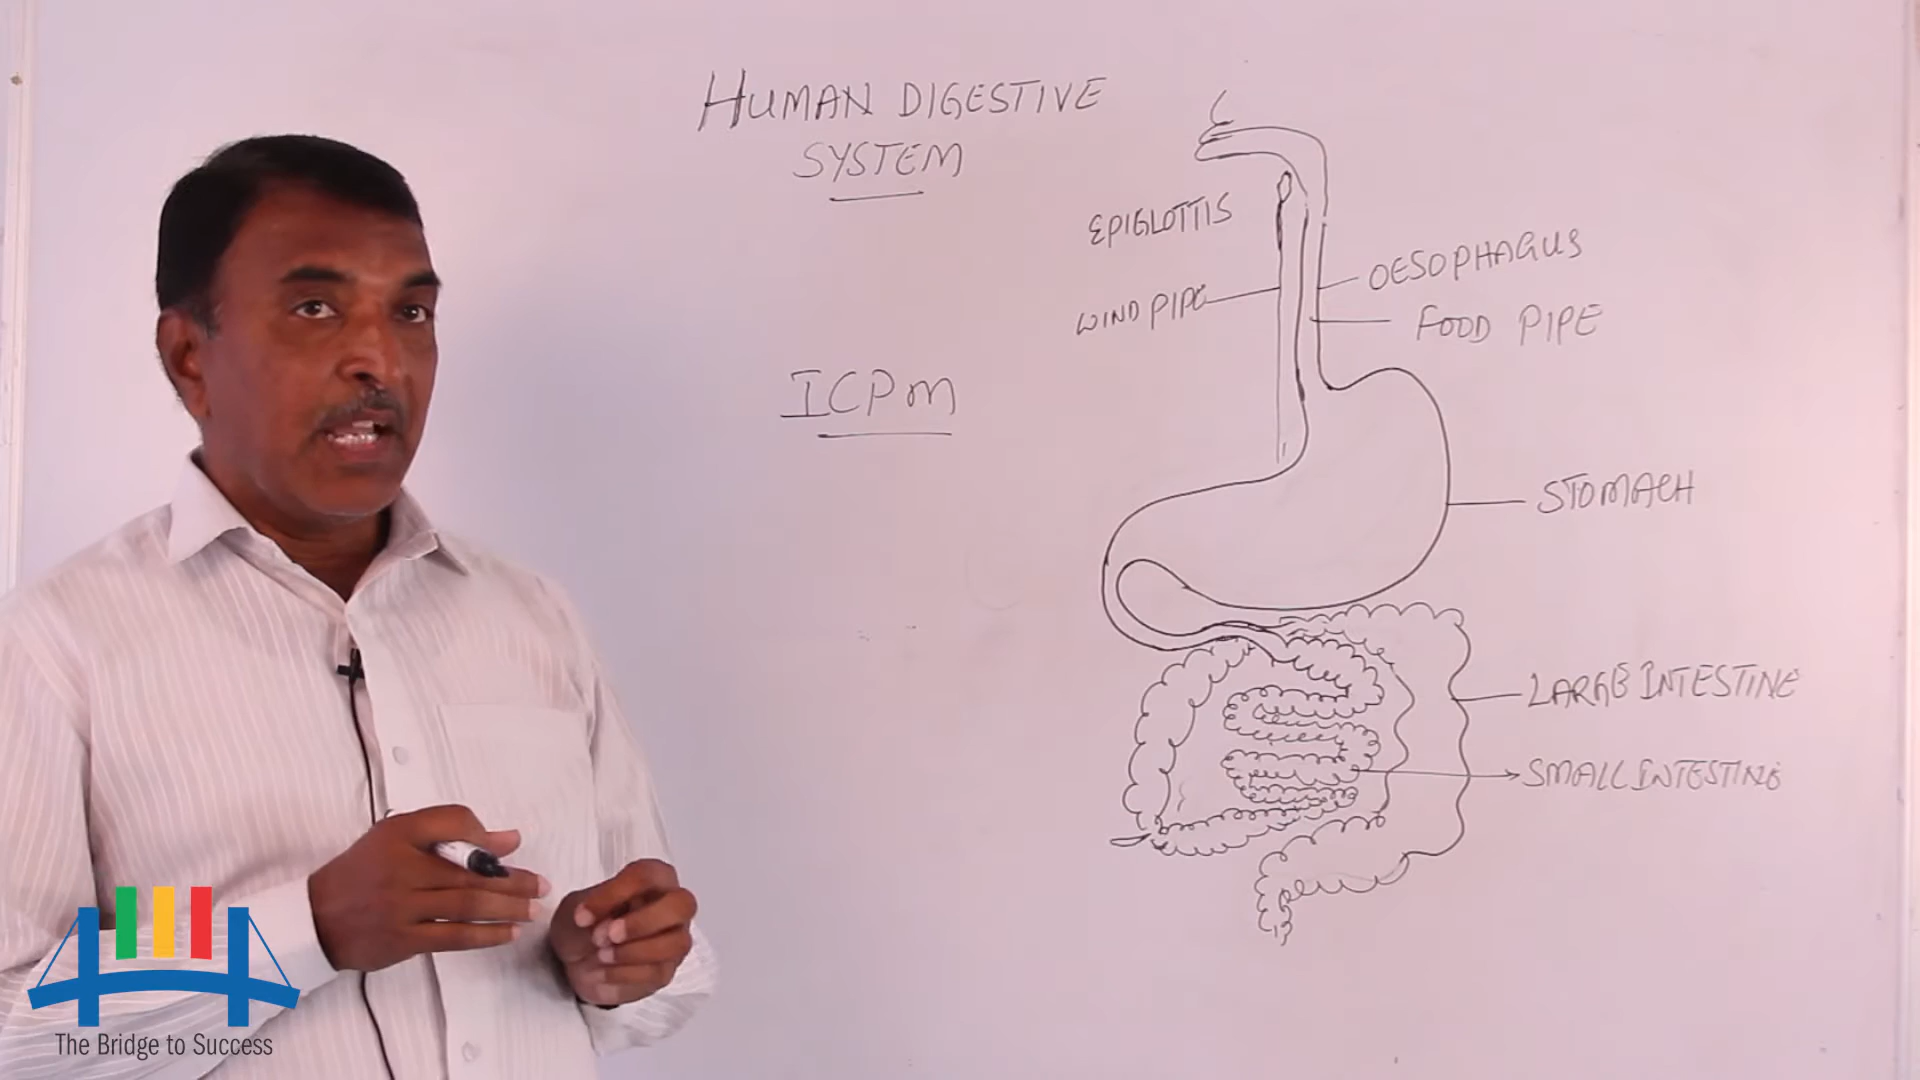 HUMAN DIGESTIVE
SYSTEM
EPIGLOTTIS
OESOPHAGUS
WIND PIPE
FOOD PIPE
ICPM
STOMACH
LARGE INTESTINE
SMALL INTESTINE
The Bridge to Success